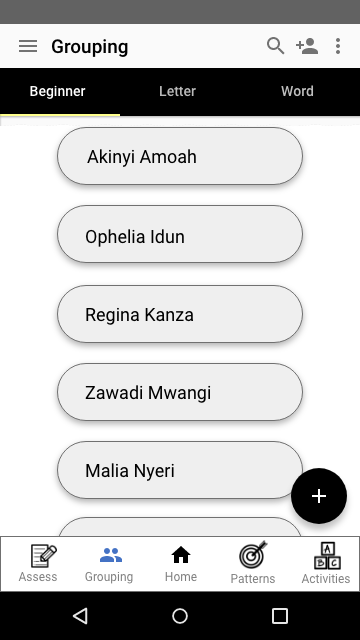 Grouping
Beginner Letter Word
Akinyi Amoah
Ophelia Idun
Regina Kanza
Zawadi Mwangi
Malia Nyeri
A
B C
Assess Grouping Home Patterns Activities